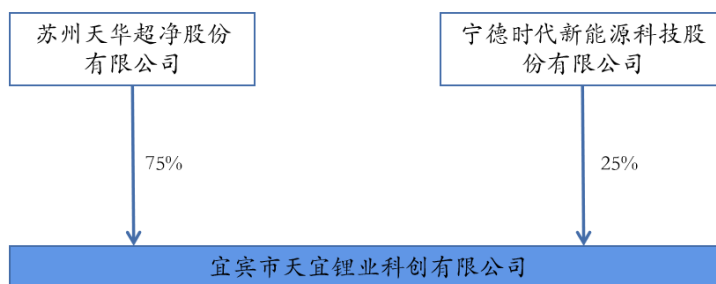 苏州天华超净股份
有限公司
宁德时代新能源科技股
份有限公司
75%
25%
宜宾市天宜锂业科创有限公司